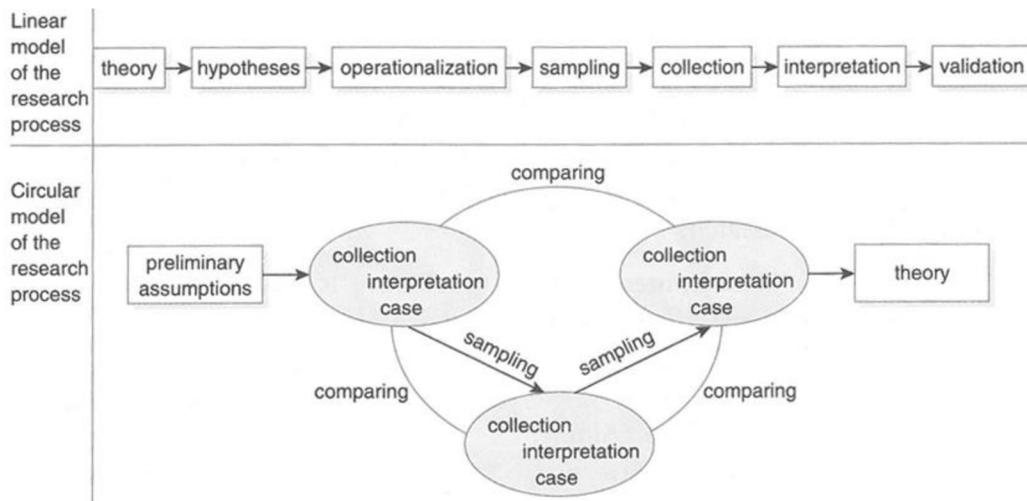 Linear
model
of the
research
process
theory
hypotheses
operationalization
sampling
collection
interpretation
validation
Circular
model
of the
research
process
preliminary
assumptions
collection
interpretation
case
comparing
collection
interpretation
case
theory
sampling
sampling
comparing
comparing
collection
interpretation
case